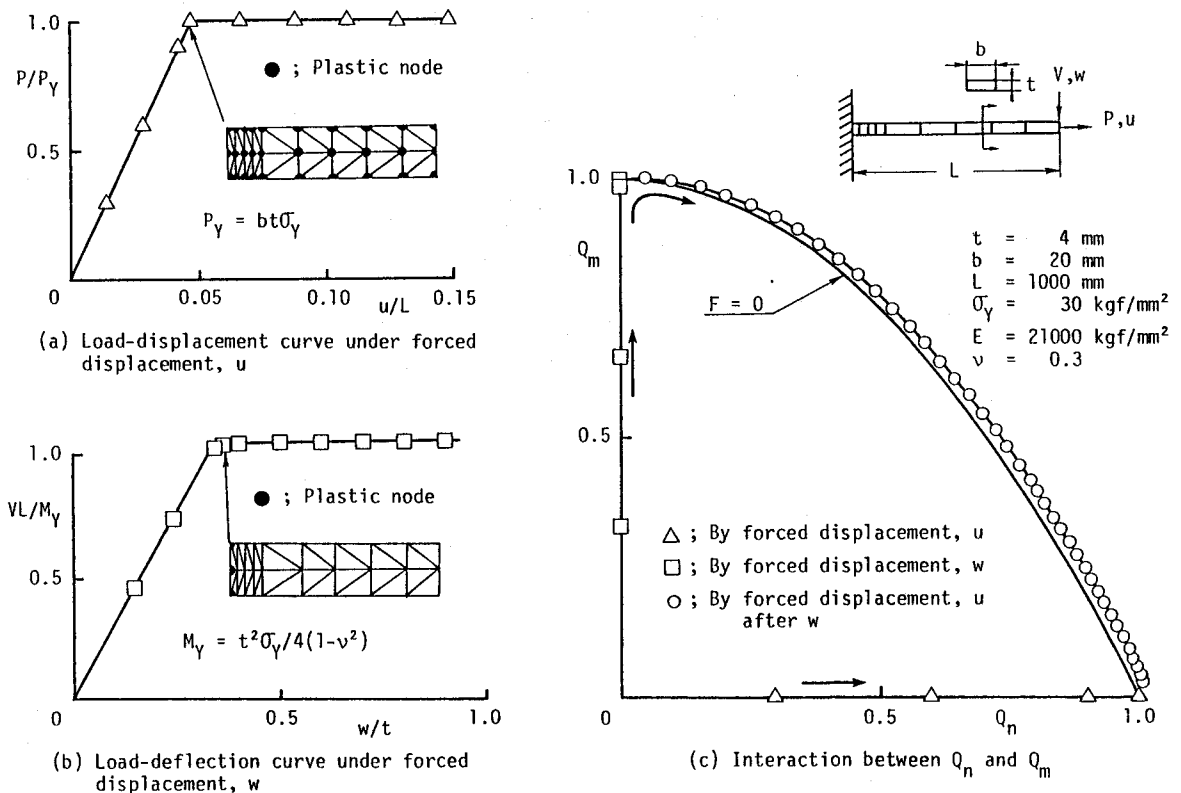 1.0
P/P_Y
0.5
0
0.05
0.10
0.15
u/L
● ; Plastic node
P_Y = btσ_Y
(a) Load-displacement curve under forced
displacement, u
1.0
VL/M_Y
0.5
0
0.5
1.0
w/t
● ; Plastic node
M_Y = t²σ_Y/4(1-ν²)
(b) Load-deflection curve under forced
displacement, w
b
t
V,w
P,u
L
t = 4 mm
b = 20 mm
L = 1000 mm
σ_Y = 30 kgf/mm²
E = 21000 kgf/mm²
ν = 0.3
1.0
Q_m
0.5
F = 0
△ ; By forced displacement, u
□ ; By forced displacement, w
○ ; By forced displacement, u
after w
0
0.5
Q_n
1.0
(c) Interaction between Q_n and Q_m